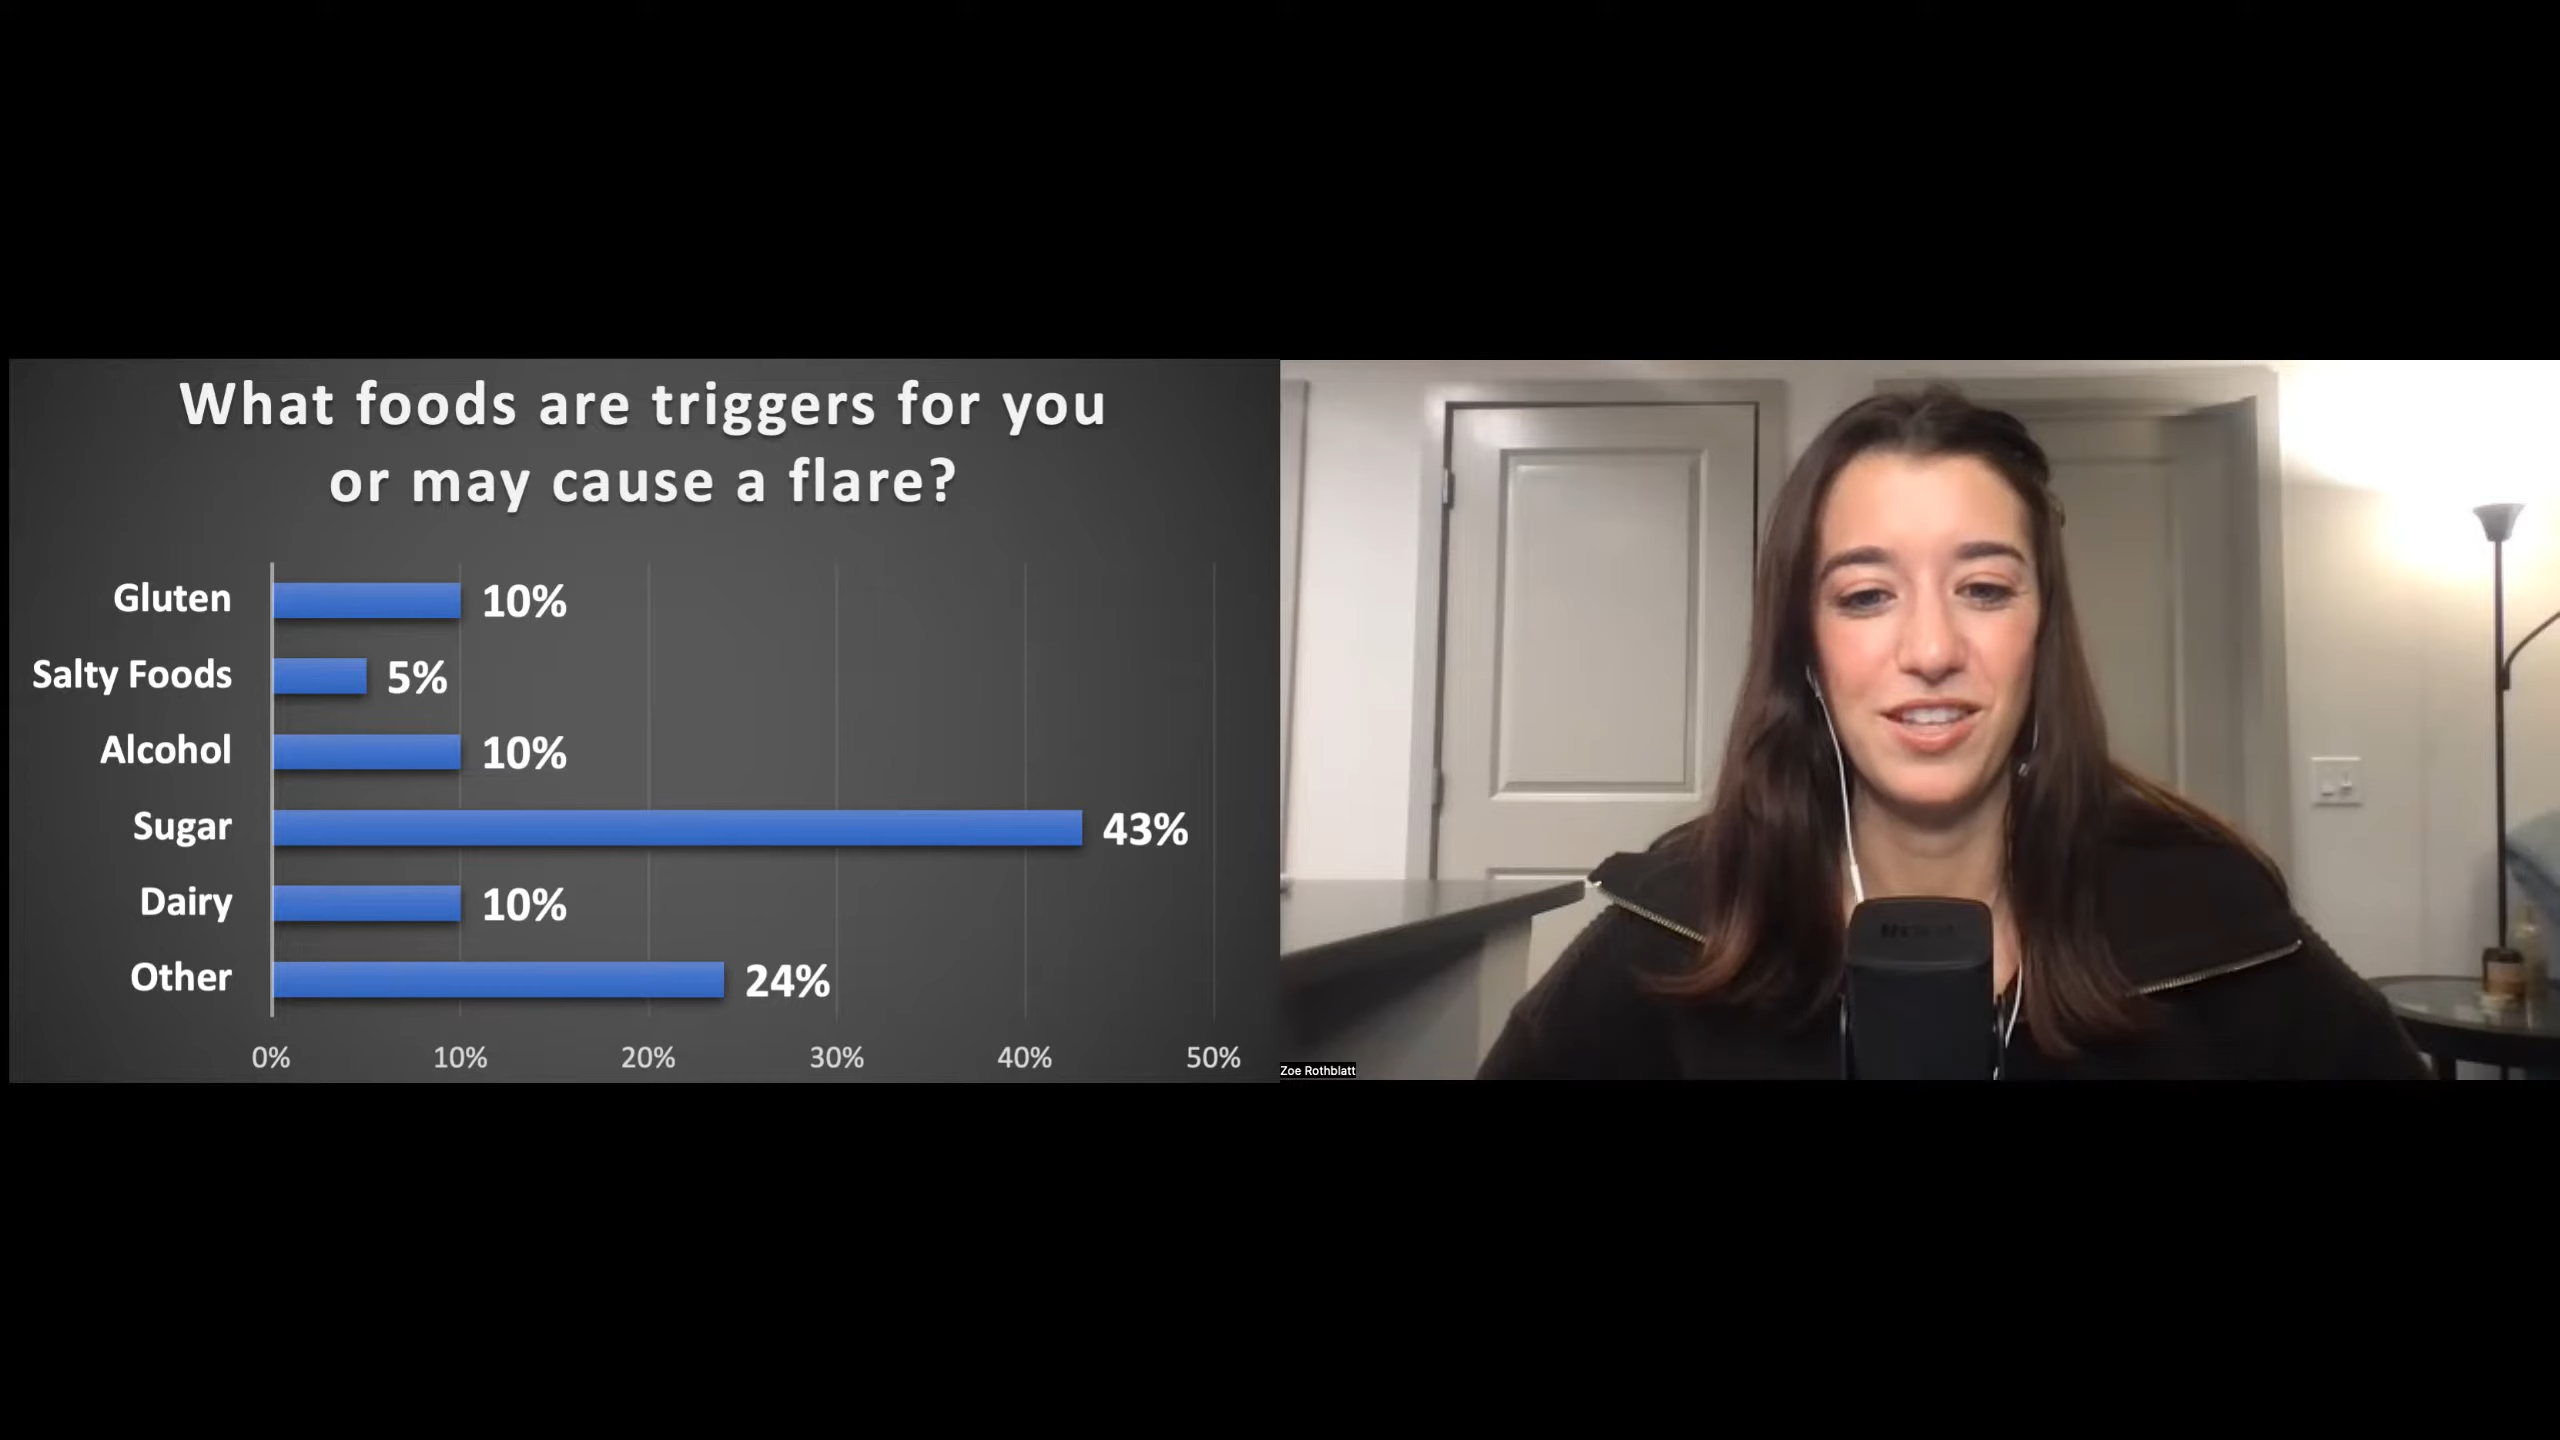 What foods are triggers for you
or may cause a flare?
Gluten 10%
Salty Foods 5%
Alcohol 10%
Sugar 43%
Dairy 10%
Other 24%
0% 10% 20% 30% 40% 50%
Zoe Rothblatt